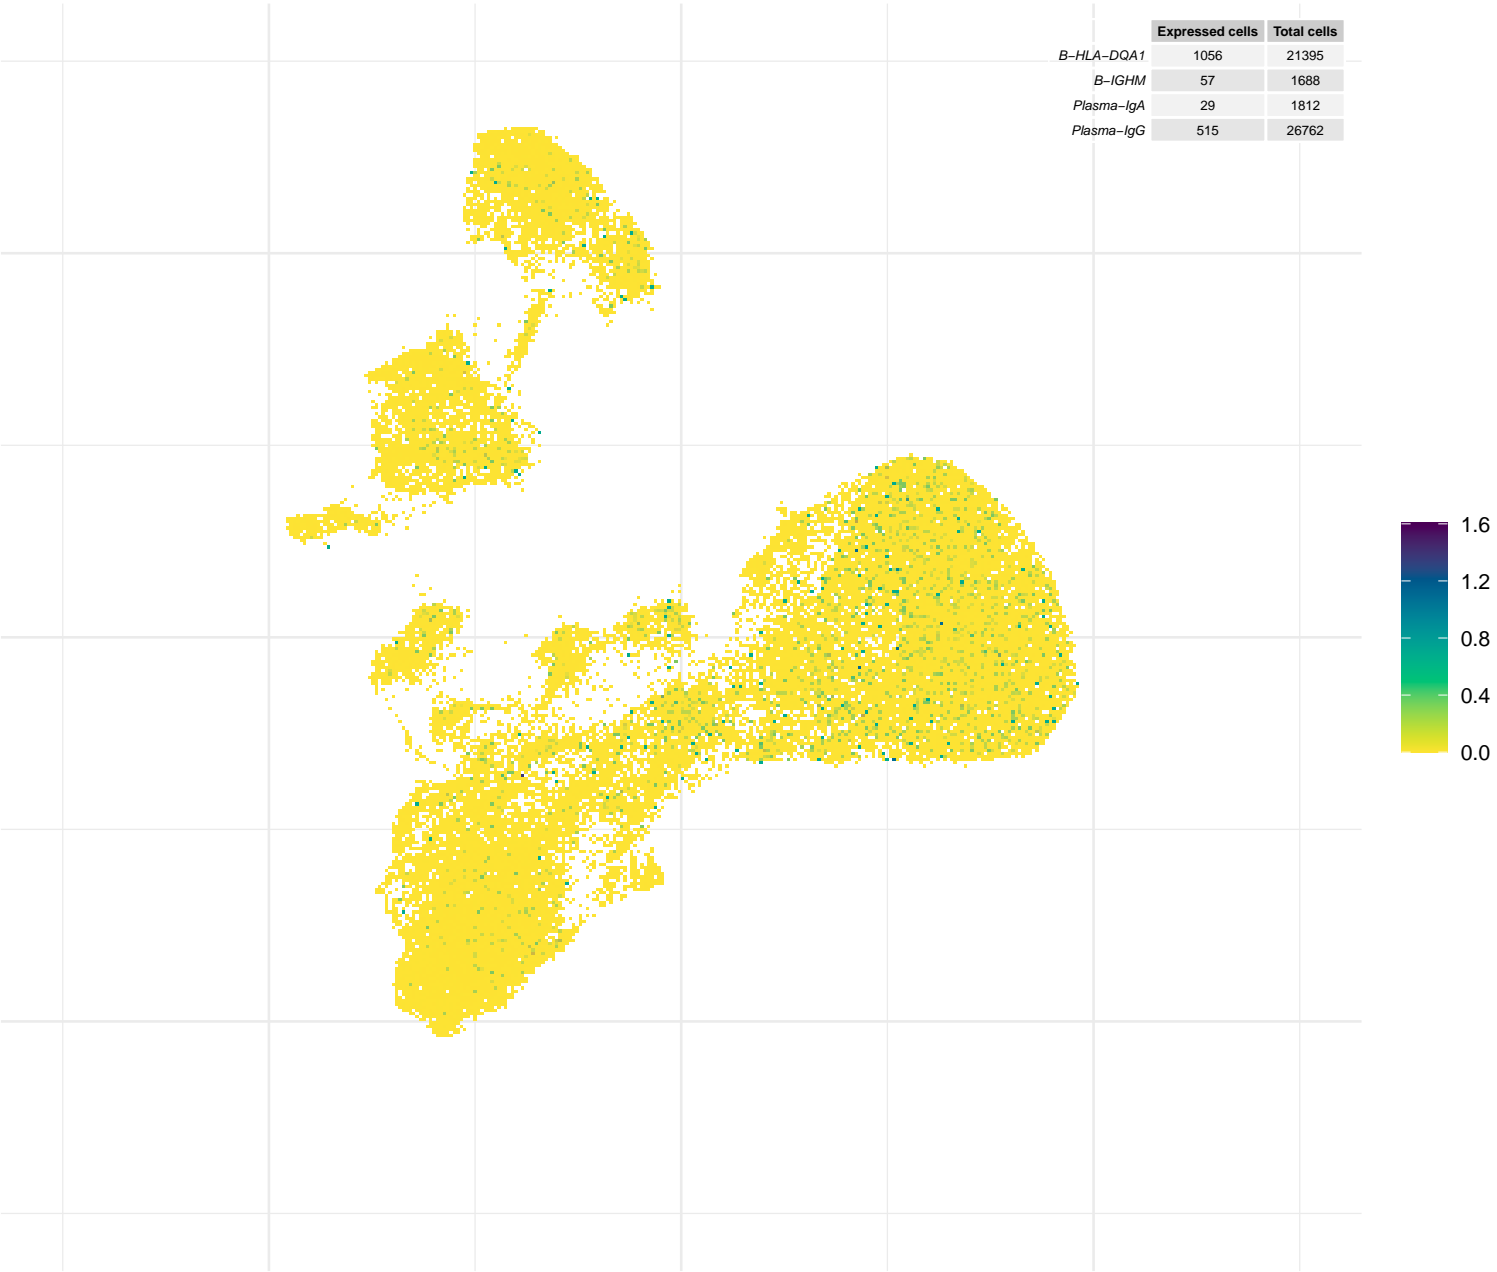 Expressed cells Total cells
B−HLA−DQA1 1056 21395
B−IGHM 57 1688
Plasma−IgA 29 1812
Plasma−IgG 515 26762
1.6
1.2
0.8
0.4
0.0